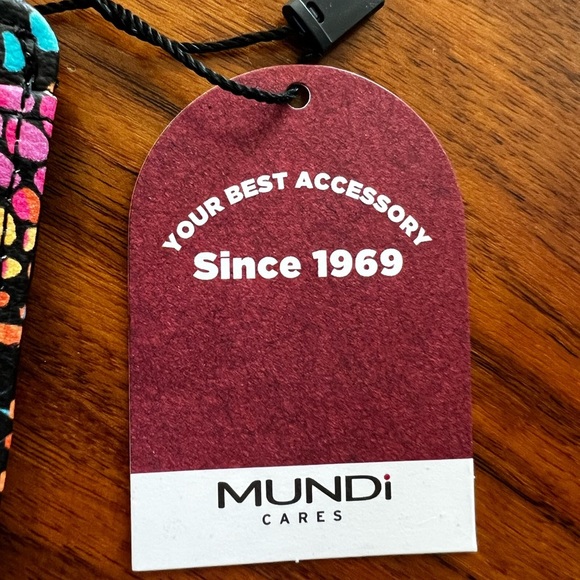 YOUR BEST ACCESSORY
Since 1969
MUNDi
CARES